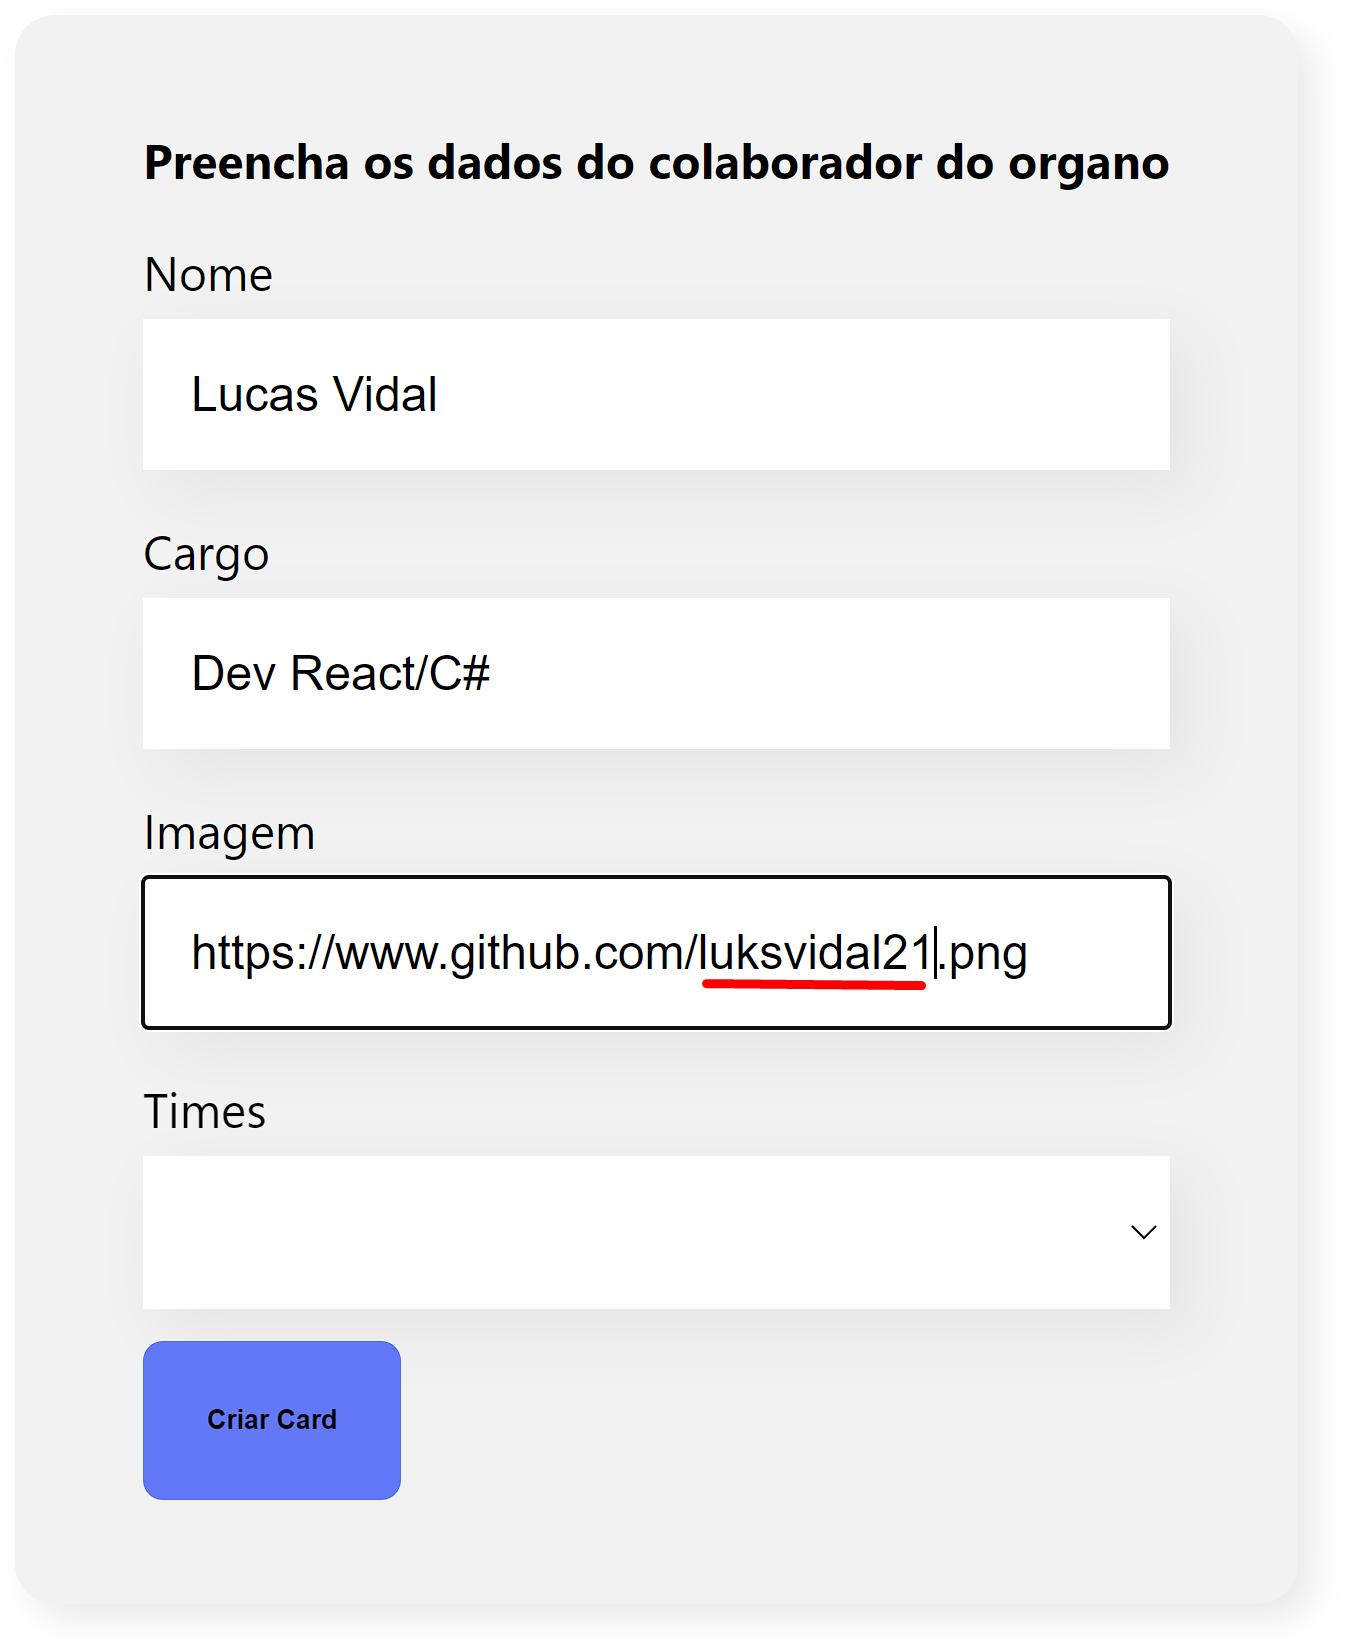 Preencha os dados do colaborador do organo
Nome
Lucas Vidal
Cargo
Dev React/C#
Imagem
https://www.github.com/luksvidal21.png
Times
Criar Card